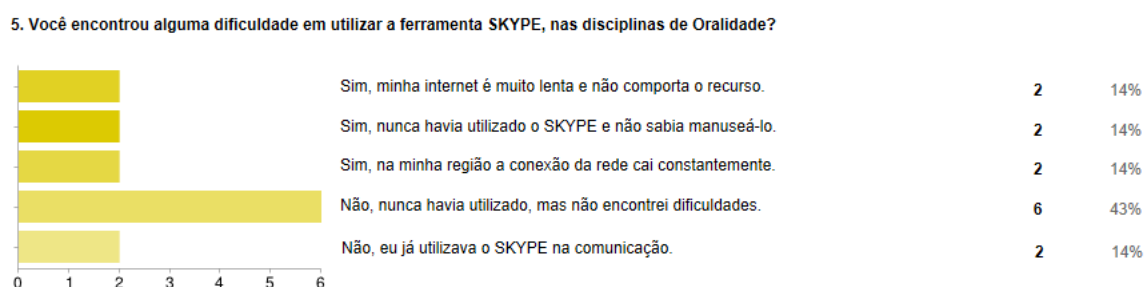 5. Você encontrou alguma dificuldade em utilizar a ferramenta SKYPE, nas disciplinas de Oralidade?
Sim, minha internet é muito lenta e não comporta o recurso. 2 14%
Sim, nunca havia utilizado o SKYPE e não sabia manuseá-lo. 2 14%
Sim, na minha região a conexão da rede cai constantemente. 2 14%
Não, nunca havia utilizado, mas não encontrei dificuldades. 6 43%
Não, eu já utilizava o SKYPE na comunicação. 2 14%
0 1 2 3 4 5 6